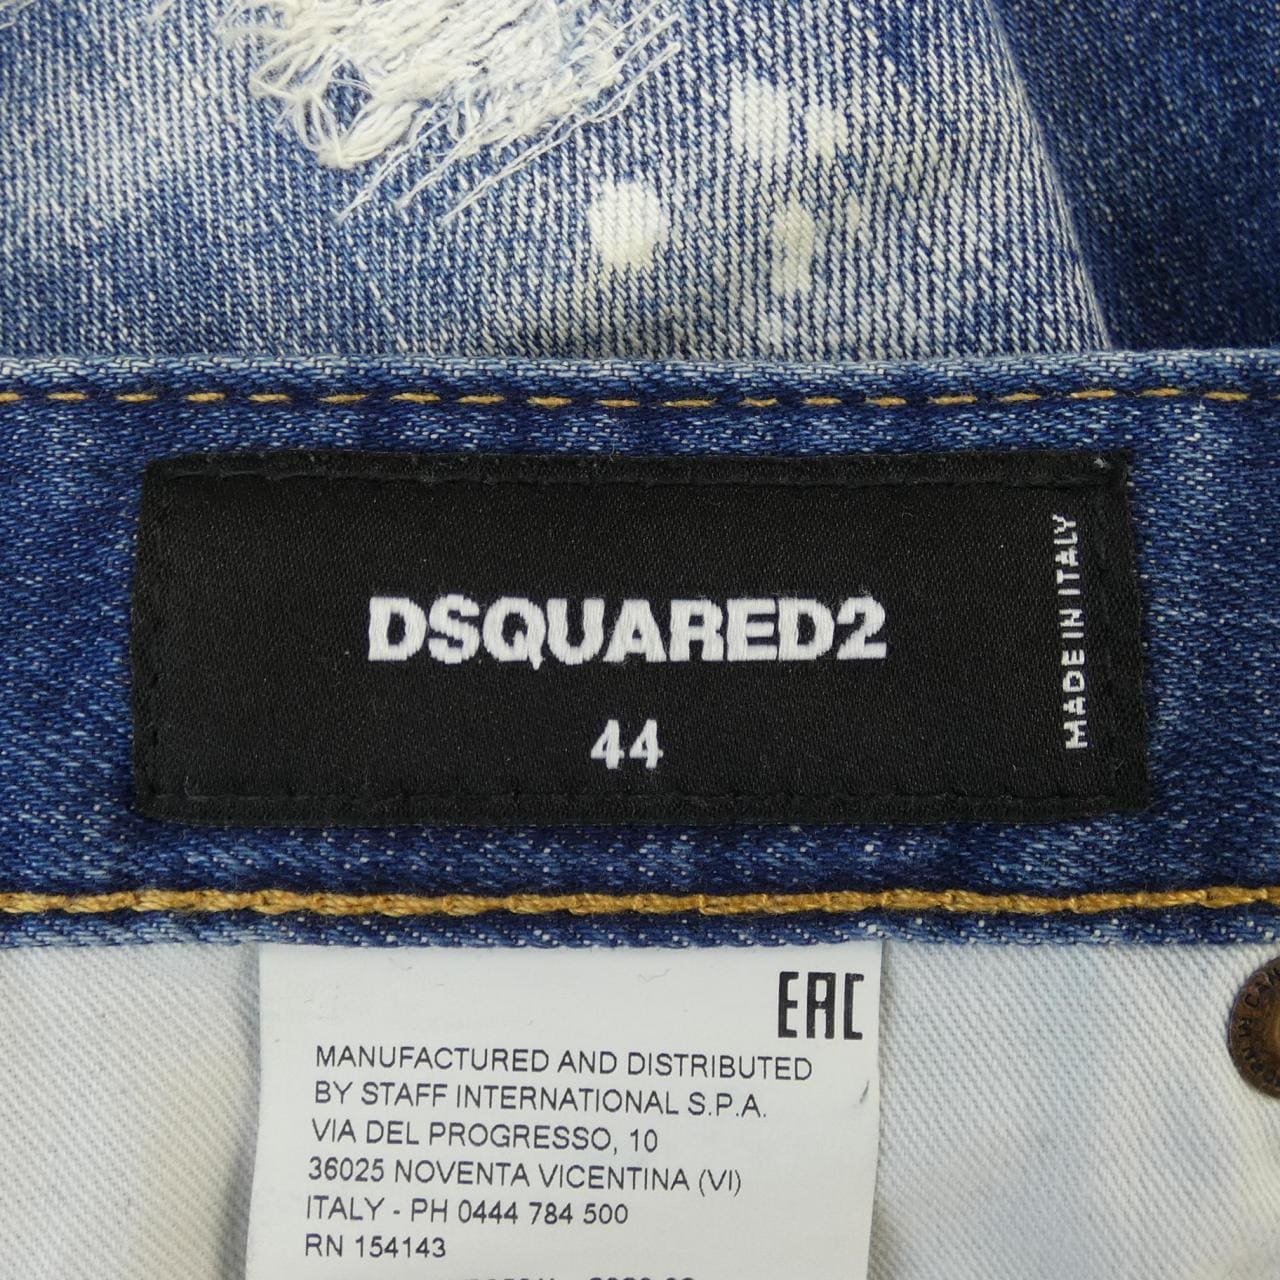 DSQUARED2
44
MADE IN ITALY
EAC
MANUFACTURED AND DISTRIBUTED
BY STAFF INTERNATIONAL S.P.A.
VIA DEL PROGRESSO, 10
36025 NOVENTA VICENTINA (VI)
ITALY - PH 0444 784 500
RN 154143